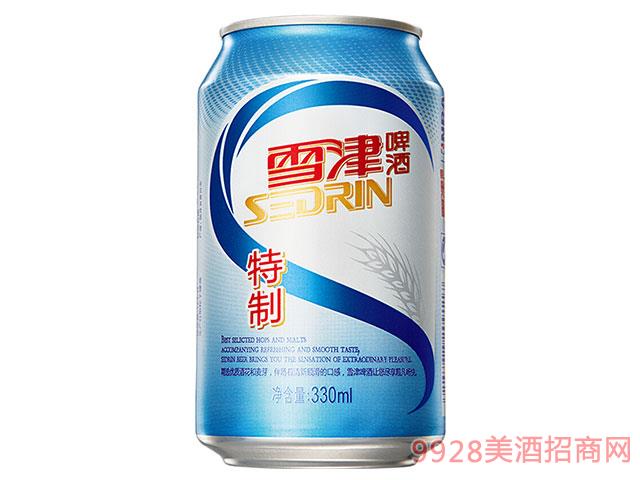 雪津啤酒
SEDRIN
特制
BEST SELECTED HOPS AND MALTS
ACCOMPANYING REFRESHING AND SMOOTH TASTE,
SEDRIN BEER BRINGS YOU THE SENSATION OF EXTRAORDINARY PLEASURE.
净含量:330ml
9928美酒招商网